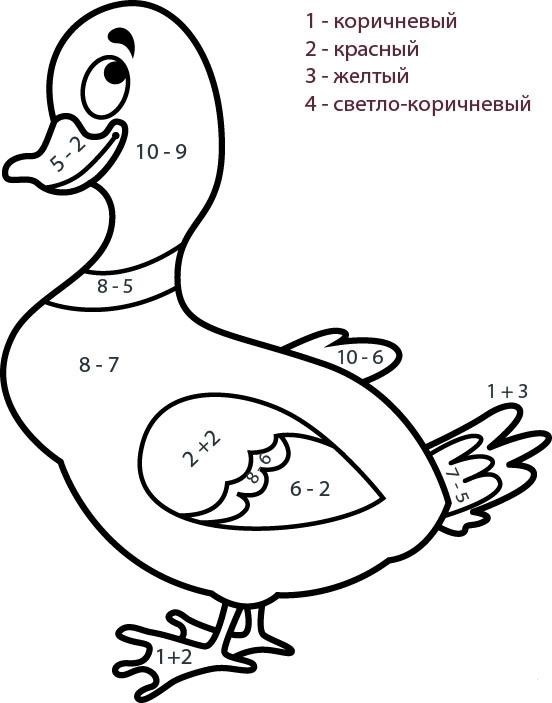 1 - коричневый
2 - красный
3 - желтый
4 - светло-коричневый
5 - 2
10 - 9
8 - 5
8 - 7
10 - 6
1 + 3
2 +2
8 - 6
6 - 2
7 - 5
1+2